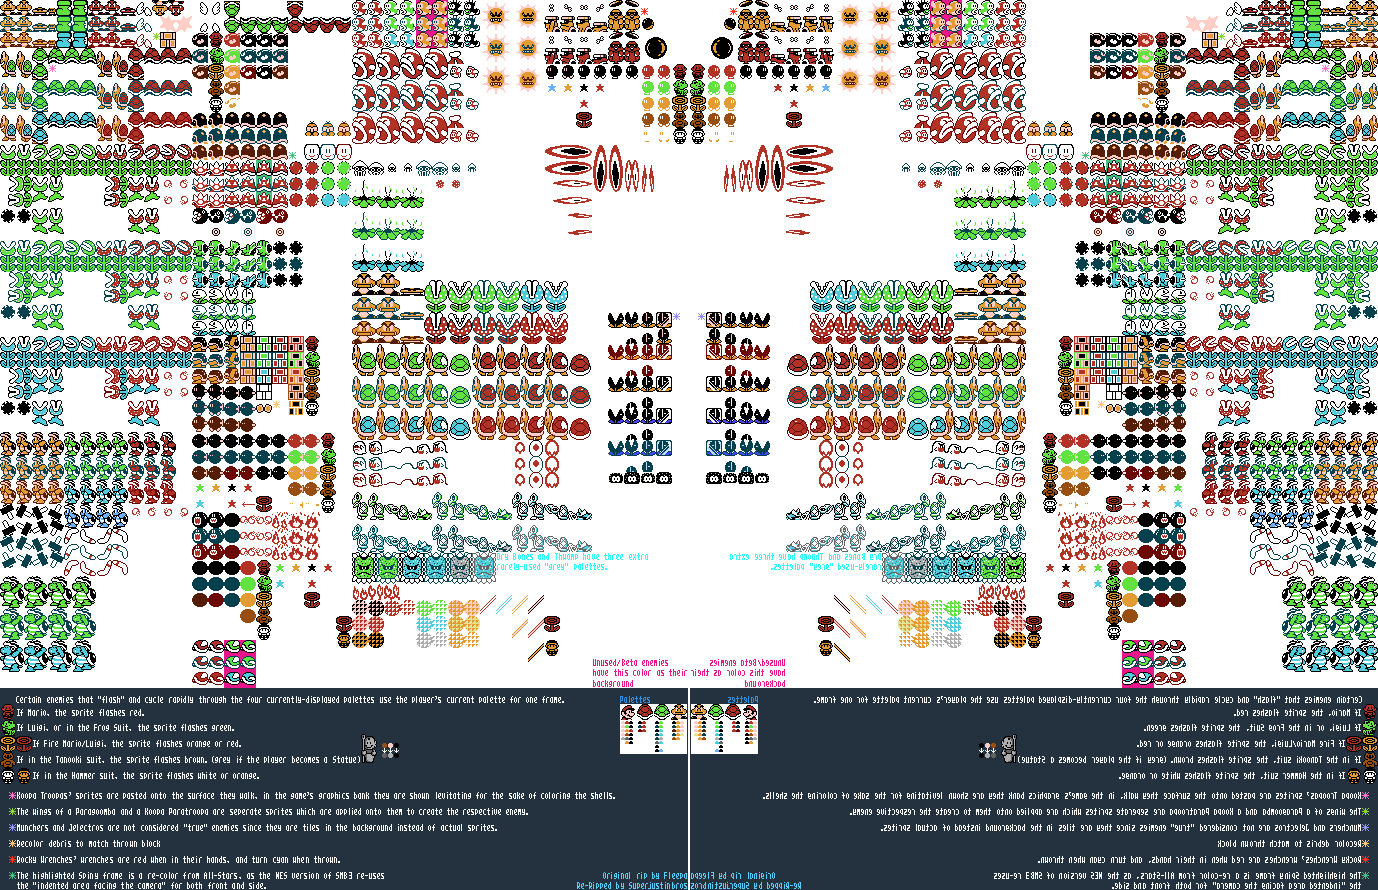 Dry Bones and Thwomp have three extra
rarely-used "grey" palettes.
Unused/Beta enemies
have this color as their
background
Certain enemies that "flash" and cycle rapidly through the four currently-displayed palettes use the player's current palette for one frame.
If Mario, the sprite flashes red.
If Luigi, or in the Frog Suit, the sprite flashes green.
If Fire Mario/Luigi, the sprite flashes orange or red.
If in the Tanooki suit, the sprite flashes brown. (grey if the player becomes a Statue)
If in the Hammer suit, the sprite flashes white or orange.
Palettes
*Koopa Troopas' sprites are pasted onto the surface they walk, in the game's graphics bank they are shown levitating for the sake of coloring the shells.
*The wings of a Paragoomba and a Koopa Paratroopa are seperate sprites which are applied onto them to create the respective enemy.
*Munchers and Jelectros are not considered "true" enemies since they are tiles in the background instead of actual sprites.
*Recolor debris to match thrown block
*Rocky Wrenches' wrenches are red when in their hands, and turn cyan when thrown.
*The highlighted Spiny frame is a re-color from All-Stars, as the NES version of SMB3 re-uses
the "indented area facing the camera" for both front and side.
Original rip by
Re-Ripped by Superjustinbros